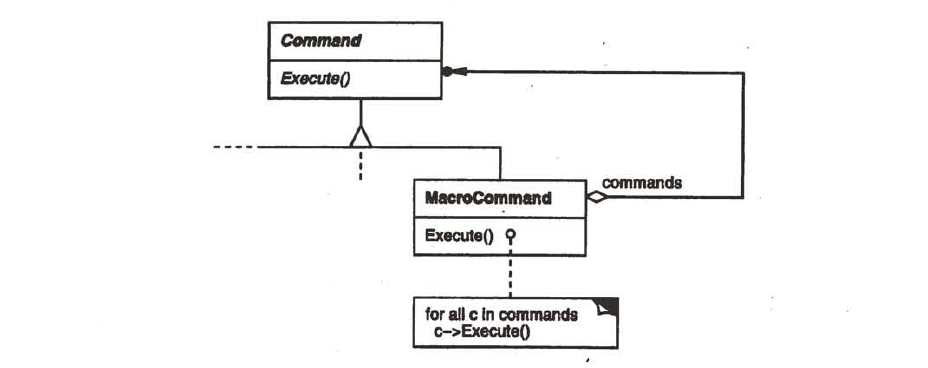 Command
Execute()
commands
MacroCommand
Execute()
for all c in commands
c->Execute()